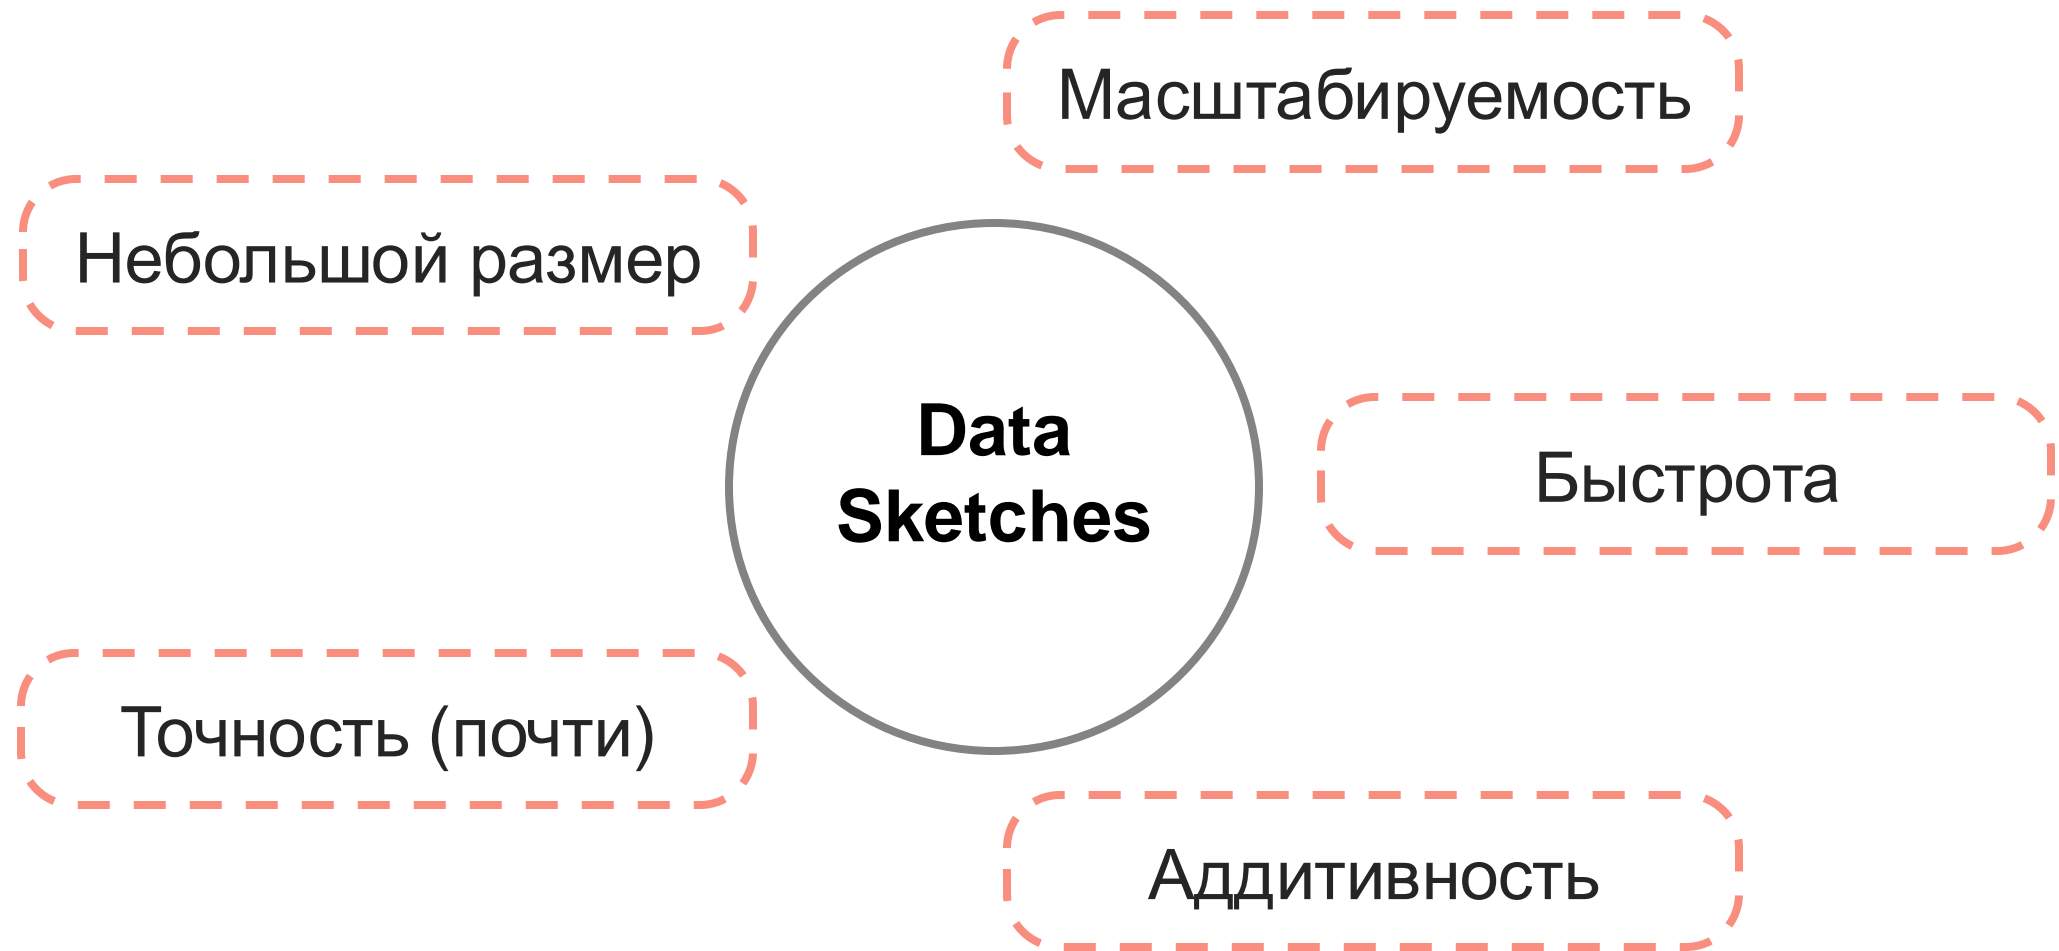 Масштабируемость
Небольшой размер
Data
Sketches
Быстрота
Точность (почти)
Аддитивность